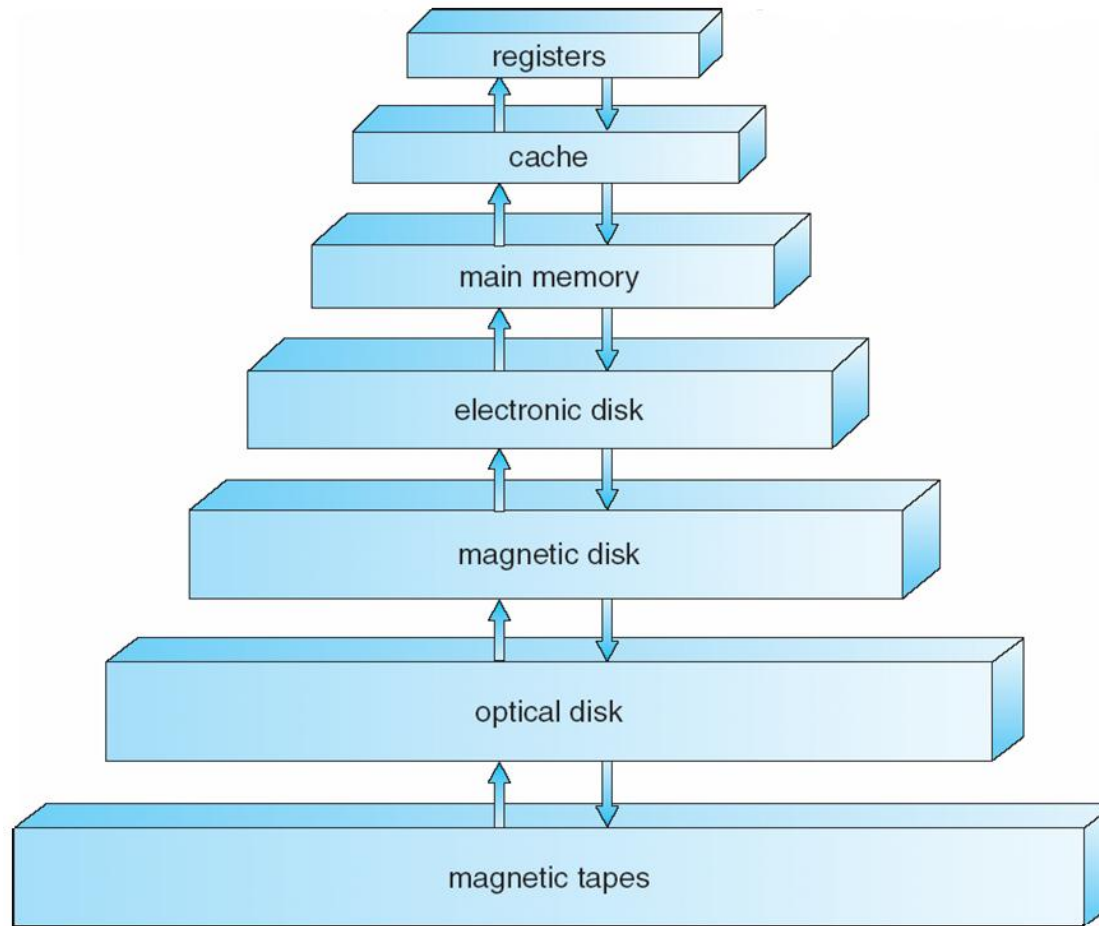 registers
cache
main memory
electronic disk
magnetic disk
optical disk
magnetic tapes